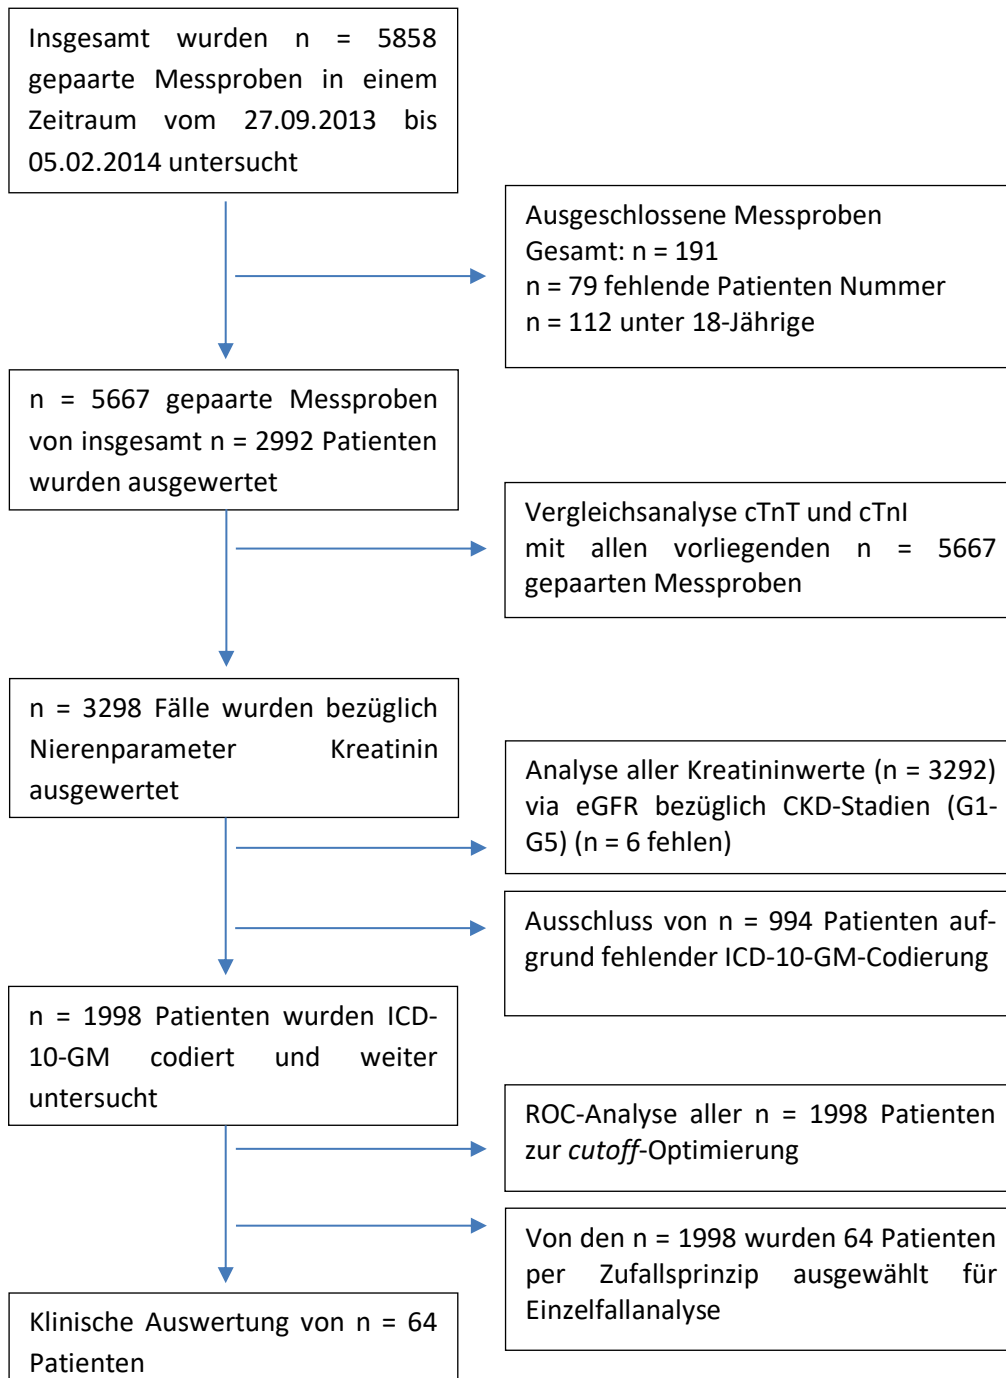 Insgesamt wurden n = 5858
gepaarte Messproben in einem
Zeitraum vom 27.09.2013 bis
05.02.2014 untersucht
Ausgeschlossene Messproben
Gesamt: n = 191
n = 79 fehlende Patienten Nummer
n = 112 unter 18-Jährige
n = 5667 gepaarte Messproben
von insgesamt n = 2992 Patienten
wurden ausgewertet
Vergleichsanalyse cTnT und cTnI
mit allen vorliegenden n = 5667
gepaarten Messproben
n = 3298 Fälle wurden bezüglich
Nierenparameter Kreatinin
ausgewertet
Analyse aller Kreatininwerte (n = 3292)
via eGFR bezüglich CKD-Stadien (G1-
G5) (n = 6 fehlen)
Ausschluss von n = 994 Patienten auf-
grund fehlender ICD-10-GM-Codierung
n = 1998 Patienten wurden ICD-
10-GM codiert und weiter
untersucht
ROC-Analyse aller n = 1998 Patienten
zur cutoff-Optimierung
Von den n = 1998 wurden 64 Patienten
per Zufallsprinzip ausgewählt für
Einzelfallanalyse
Klinische Auswertung von n = 64
Patienten